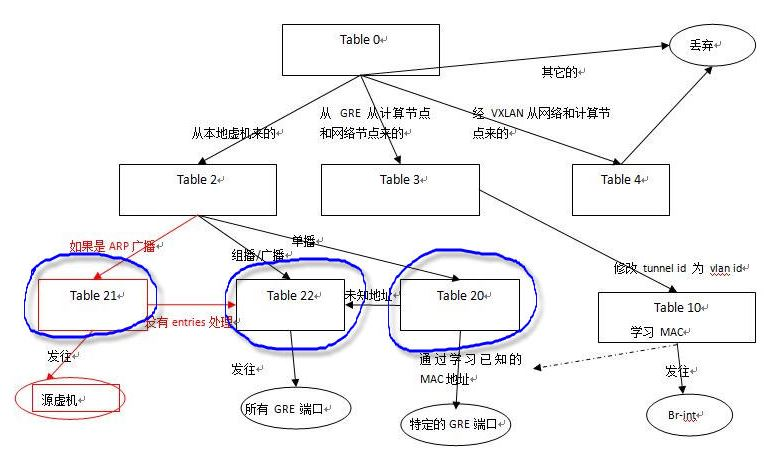 Table 0
丢弃
其它的
从本地虚机来的
从 GRE 从计算节点
和网络节点来的
经 VXLAN 从网络和计算节
点来的
Table 2
Table 3
Table 4
如果是 ARP 广播
组播/广播
单播
修改 tunnel id 为 vlan id
Table 21
Table 22
未知地址
Table 20
没有 entries 处理
Table 10
学习 MAC
发往
发往
通过学习已知的
MAC 地址
发往
源虚机
所有 GRE 端口
特定的 GRE 端口
Br-int